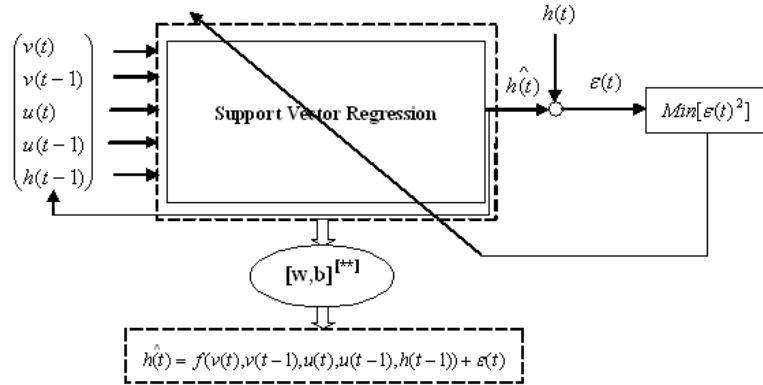 v(t)
v(t−1)
u(t)
u(t−1)
h(t−1)
Support Vector Regression
h(t)
ĥ(t)
ε(t)
Min[ε(t)²]
[w,b][**]
ĥ(t) = f(v(t),v(t−1),u(t),u(t−1),h(t−1)) + ε(t)